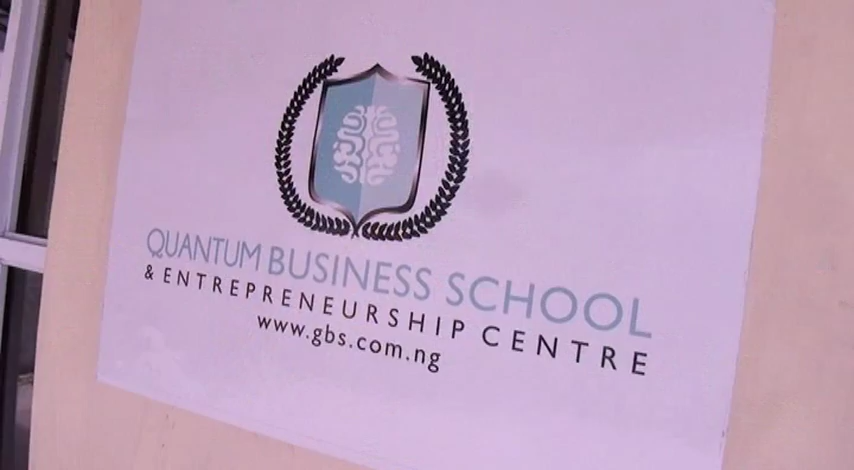 QUANTUM BUSINESS SCHOOL
& ENTREPRENEURSHIP CENTRE
www.gbs.com.ng